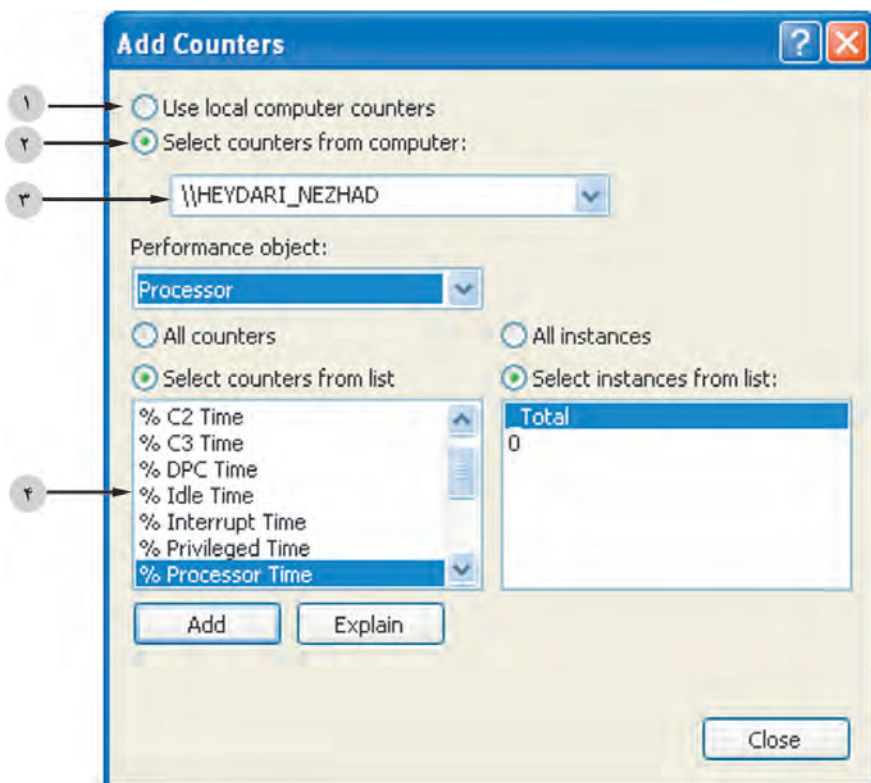 Add Counters
۱
Use local computer counters
۲
Select counters from computer:
۳
\\HEYDARI_NEZHAD
Performance object:
Processor
All counters
All instances
Select counters from list
Select instances from list:
% C2 Time
% C3 Time
% DPC Time
۴
% Idle Time
% Interrupt Time
% Privileged Time
% Processor Time
_Total
0
Add
Explain
Close